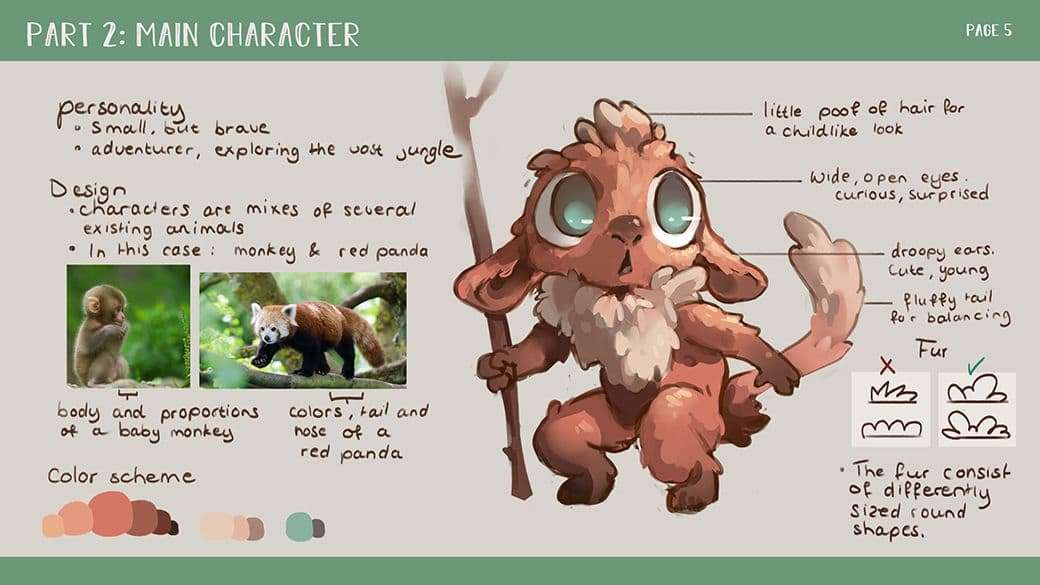 PART 2: MAIN CHARACTER
PAGE 5
personality
• Small, but brave
• adventurer, exploring the vast jungle
Design
• characters are mixes of several
existing animals
• In this case: monkey & red panda
body and proportions
of a baby monkey
colors, tail and
nose of a
red panda
Color scheme
little poof of hair for
a childlike look
Wide, open eyes.
curious, surprised
droopy ears.
Cute, young
fluffy tail
for balancing
Fur
• The fur consist
of differently
sized round
shapes.